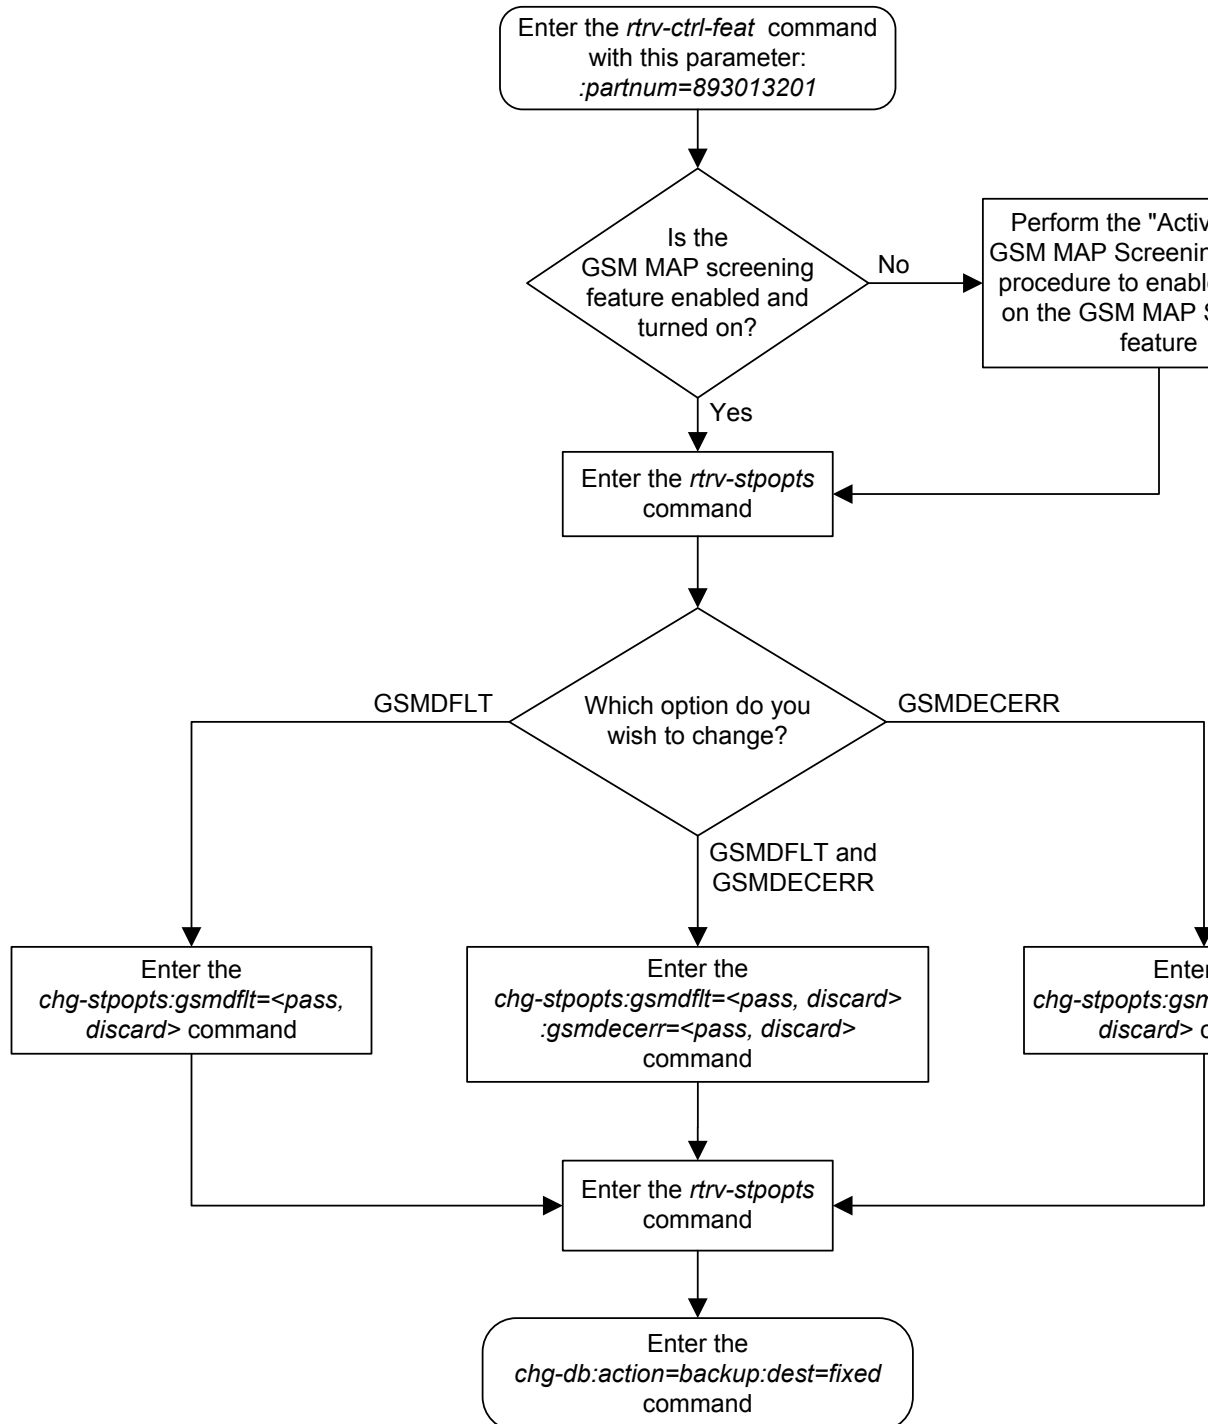 Enter the rtrv-ctrl-feat command
with this parameter:
:partnum=893013201
Is the
GSM MAP screening
feature enabled and
turned on?
No
Perform the "Activ
GSM MAP Screenin
procedure to enabl
on the GSM MAP S
feature
Yes
Enter the rtrv-stpopts
command
Which option do you
wish to change?
GSMDFLT
GSMDECERR
GSMDFLT and
GSMDECERR
Enter the
chg-stpopts:gsmdflt=<pass,
discard> command
Enter the
chg-stpopts:gsmdflt=<pass, discard>
:gsmdecerr=<pass, discard>
command
Enter
chg-stpopts:gsm
discard> c
Enter the rtrv-stpopts
command
Enter the
chg-db:action=backup:dest=fixed
command